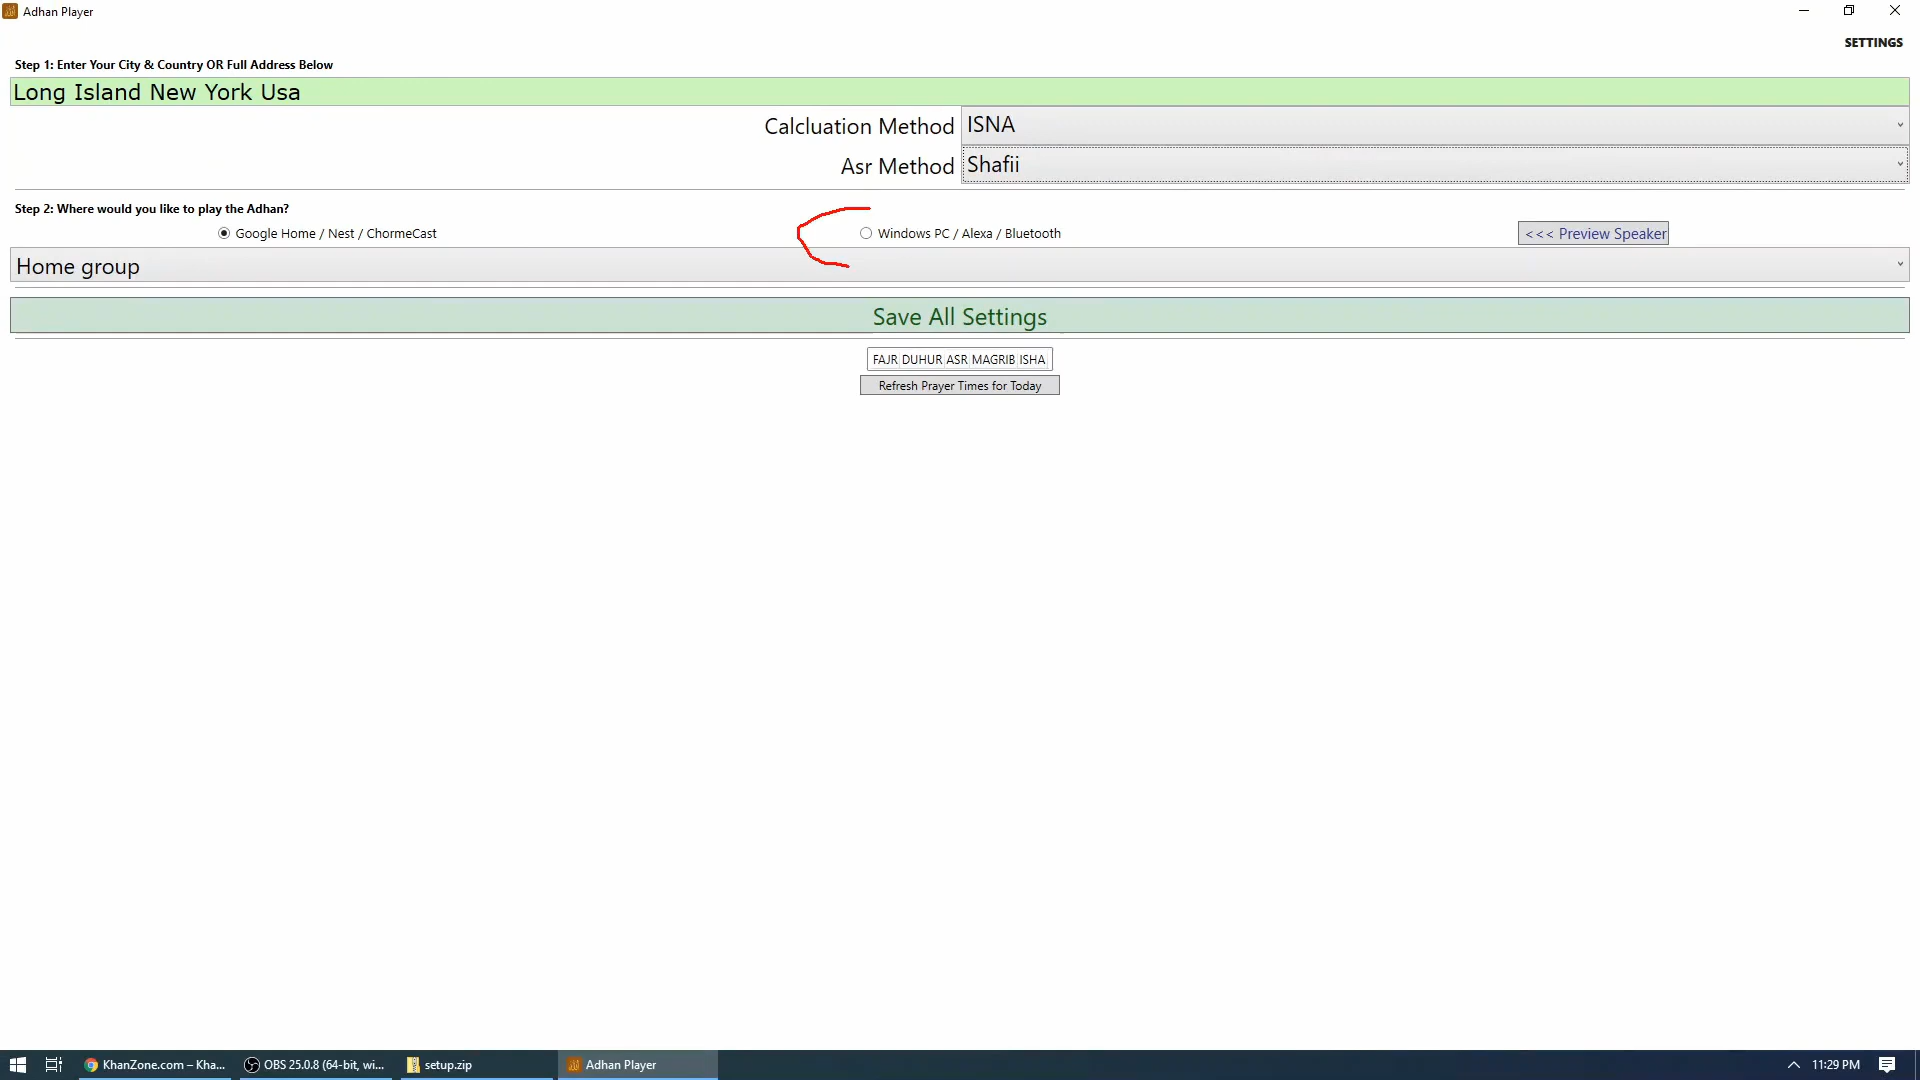 Adhan Player
SETTINGS
Step 1: Enter Your City & Country OR Full Address Below
Long Island New York Usa
Calcluation Method ISNA
Asr Method Shafii
Step 2: Where would you like to play the Adhan?
Google Home / Nest / ChormeCast Windows PC / Alexa / Bluetooth <<< Preview Speaker
Home group
Save All Settings
FAJR DUHUR ASR MAGRIB ISHA
Refresh Prayer Times for Today
KhanZone.com – Kha... OBS 25.0.8 (64-bit, wi... setup.zip Adhan Player 11:29 PM